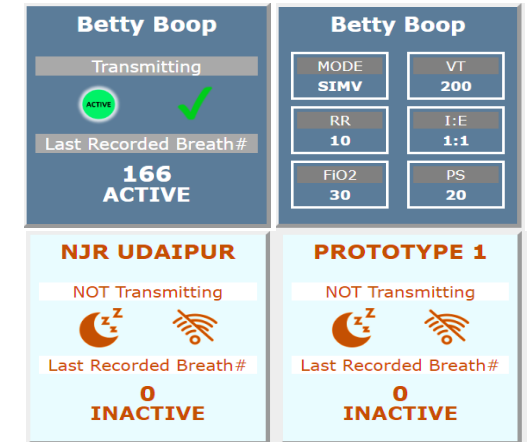 Betty Boop
Transmitting
ACTIVE
Last Recorded Breath#
166
ACTIVE
Betty Boop
MODE
SIMV
VT
200
RR
10
I:E
1:1
FiO2
30
PS
20
NJR UDAIPUR
NOT Transmitting
z z Z
Last Recorded Breath#
0
INACTIVE
PROTOTYPE 1
NOT Transmitting
z z Z
Last Recorded Breath#
0
INACTIVE